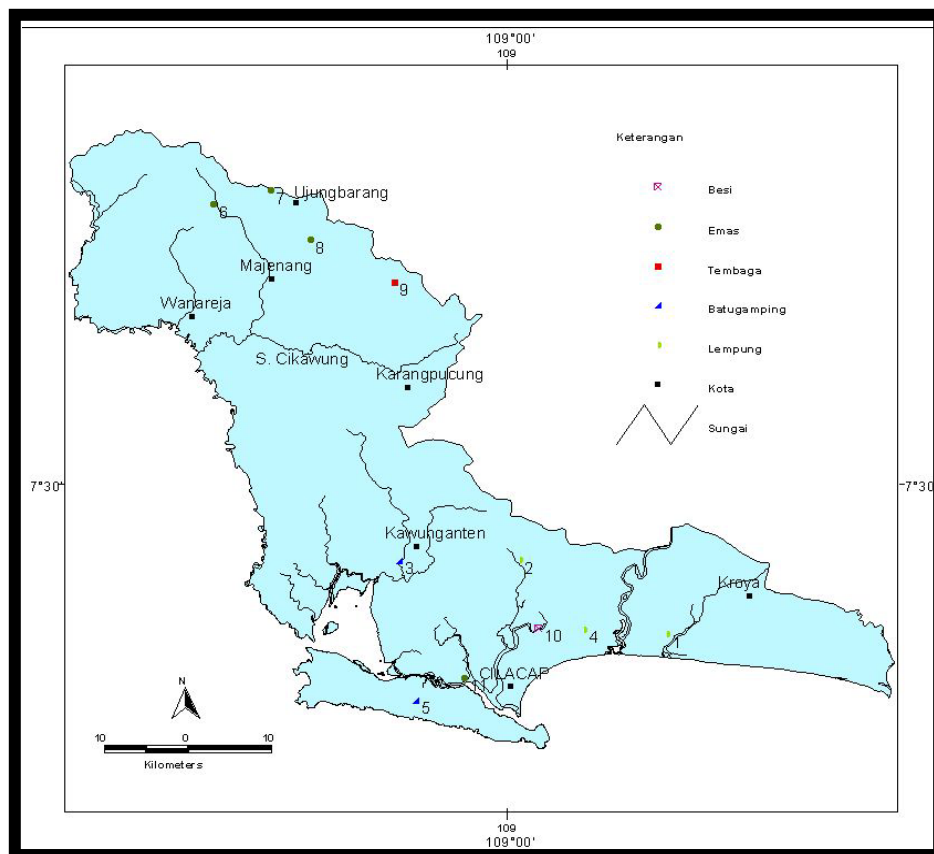 109°00'
109
Keterangan
Besi
Emas
Tembaga
Batugamping
Lempung
Kota
Sungai
7
Ujungbarang
6
8
Majenang
9
Wanareja
S. Cikawung
Karangpucung
7°30'
7°30'
Kawunganten
3
2
Kroya
10
4
1
CILACAP
5
N
10
0
10
Kilometers
109
109°00'